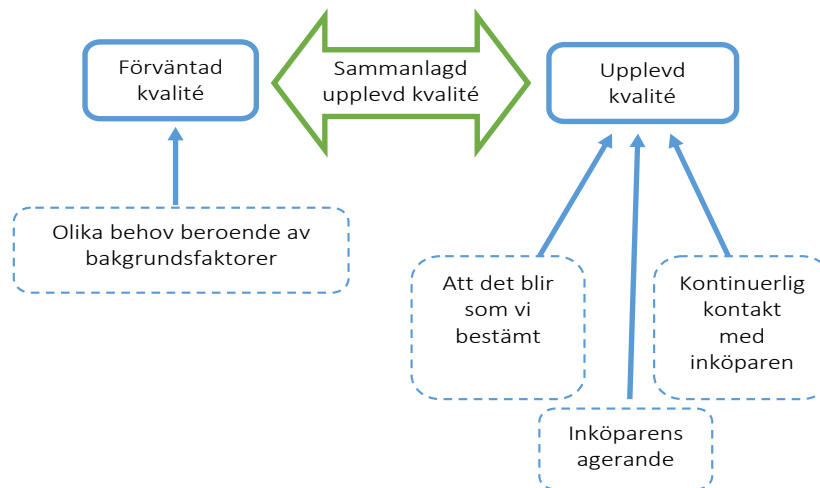 Förväntad
kvalité
Sammanlagd
upplevd kvalité
Upplevd
kvalité
Olika behov beroende av
bakgrundsfaktorer
Att det blir
som vi
bestämt
Kontinuerlig
kontakt
med
inköparen
Inköparens
agerande